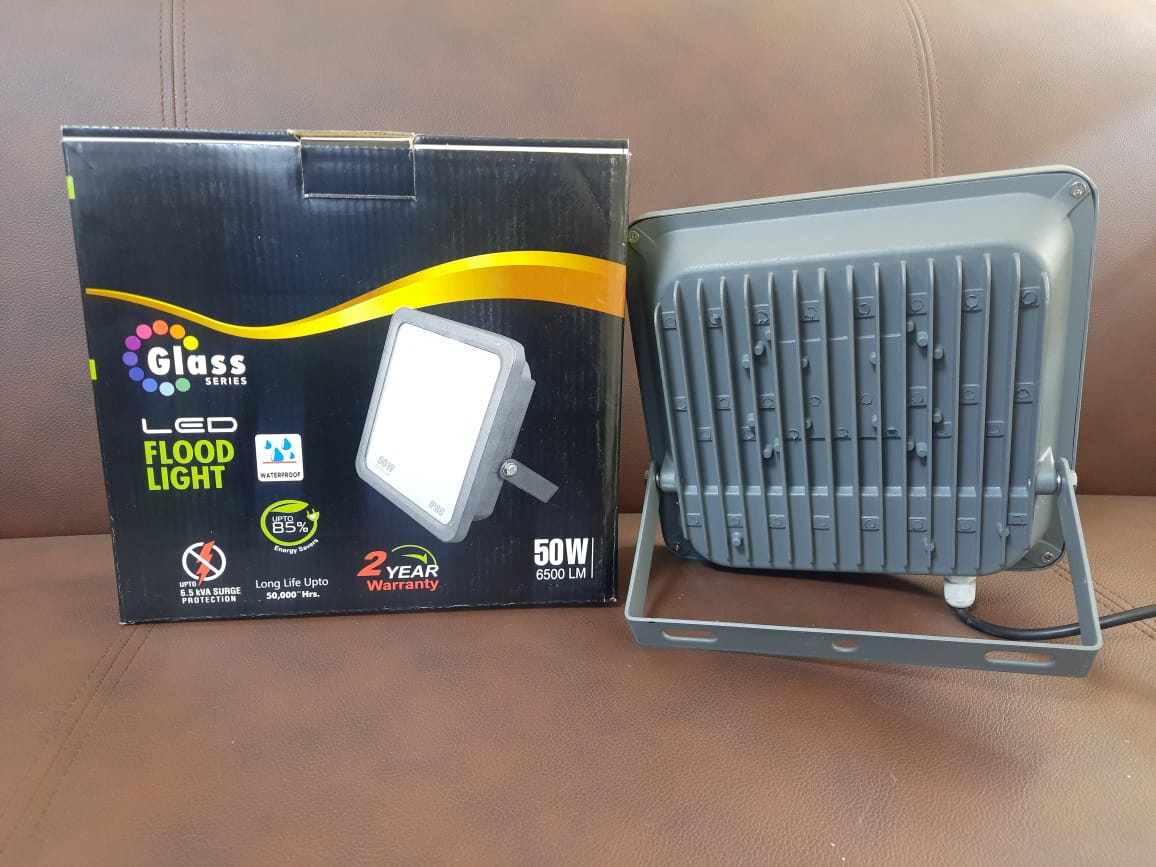 Glass
SERIES
LED
FLOOD
LIGHT
WATERPROOF
UPTO
85%
Energy Savers
UPTO
6.5 kVA SURGE
PROTECTION
Long Life Upto
50,000** Hrs.
2 YEAR
Warranty
50W
IP66
50W
6500 LM